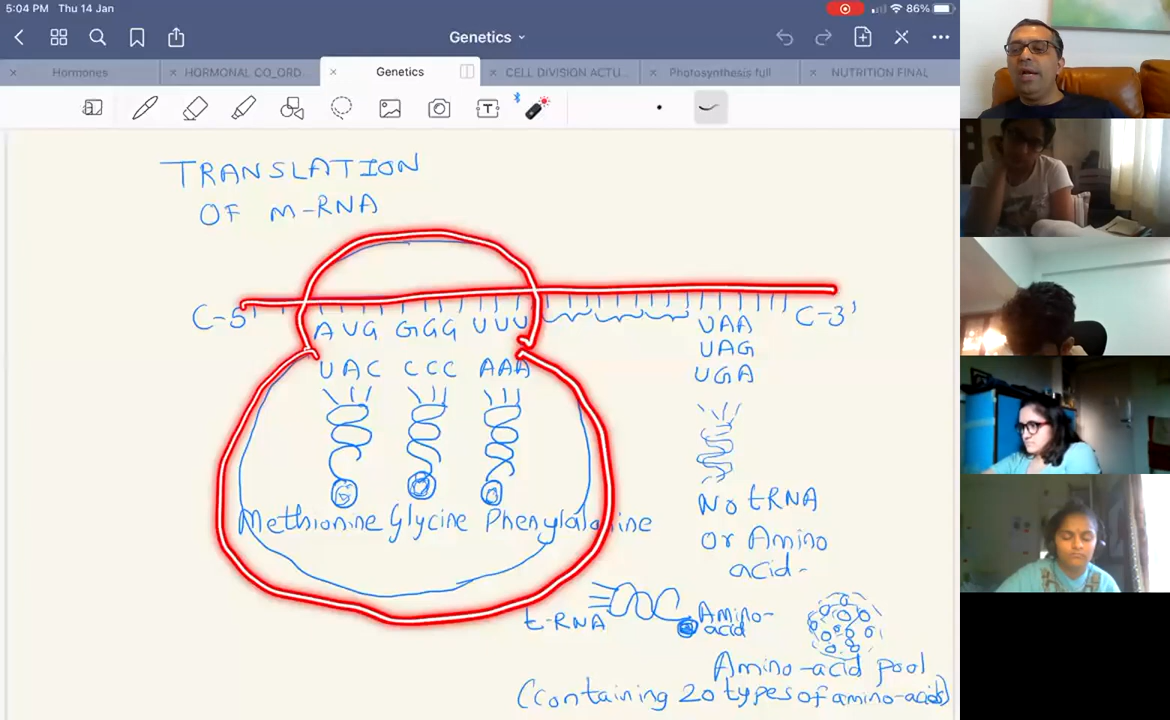 5:04 PM Thu 14 Jan
86%
Genetics
Hormones
HORMONAL CO_ORD...
Genetics
CELL DIVISION ACTU...
Photosynthesis full
NUTRITION FINAL
TRANSLATION
OF m-RNA
C-5' AUG GGG UUU UAA C-3'
UAG
UAC CCC AAA UGA
Methionine Glycine Phenylalanine
No tRNA
or Amino
acid-
t-RNA Amino-
acid
Amino-acid pool
(Containing 20 types of amino-acids)